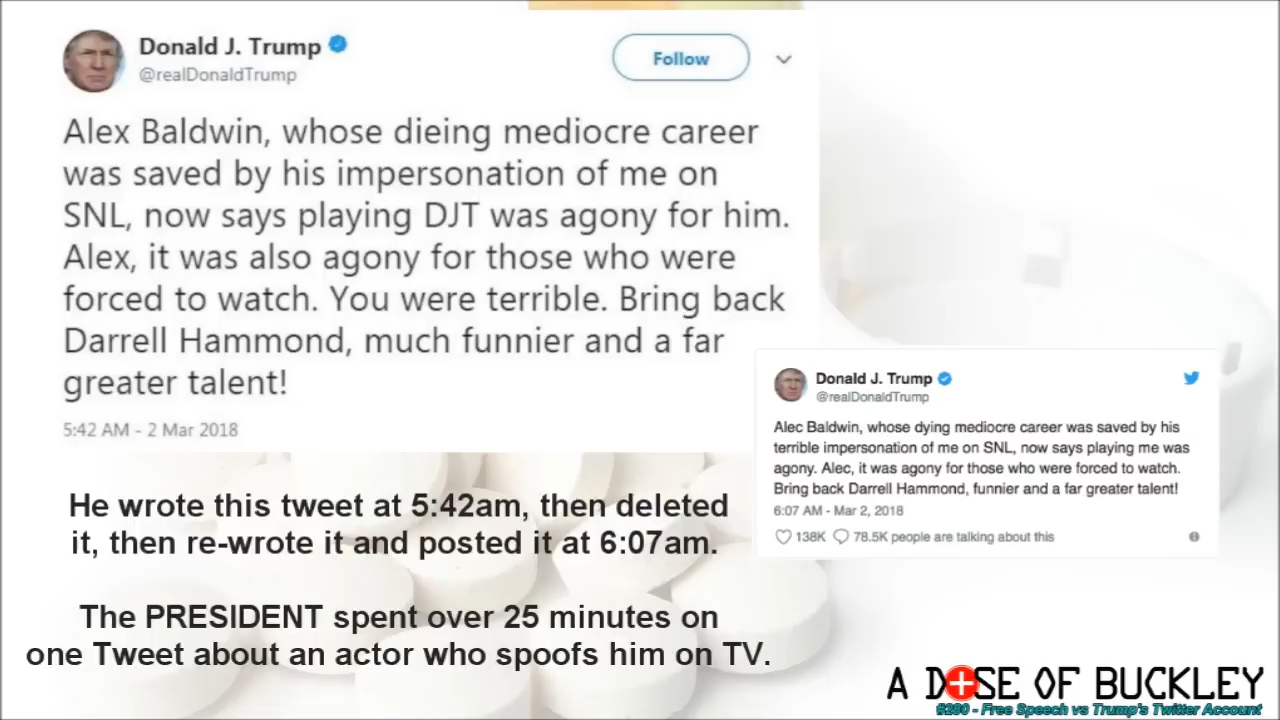 Donald J. Trump
@realDonaldTrump
Follow
Alex Baldwin, whose dieing mediocre career
was saved by his impersonation of me on
SNL, now says playing DJT was agony for him.
Alex, it was also agony for those who were
forced to watch. You were terrible. Bring back
Darrell Hammond, much funnier and a far
greater talent!
5:42 AM - 2 Mar 2018
Donald J. Trump
@realDonaldTrump
Alec Baldwin, whose dying mediocre career was saved by his
terrible impersonation of me on SNL, now says playing me was
agony. Alec, it was agony for those who were forced to watch.
Bring back Darrell Hammond, funnier and a far greater talent!
6:07 AM - Mar 2, 2018
138K 78.5K people are talking about this
He wrote this tweet at 5:42am, then deleted
it, then re-wrote it and posted it at 6:07am.
The PRESIDENT spent over 25 minutes on
one Tweet about an actor who spoofs him on TV.
A DOSE OF BUCKLEY
#280 - Free Speech vs Trump's Twitter Account